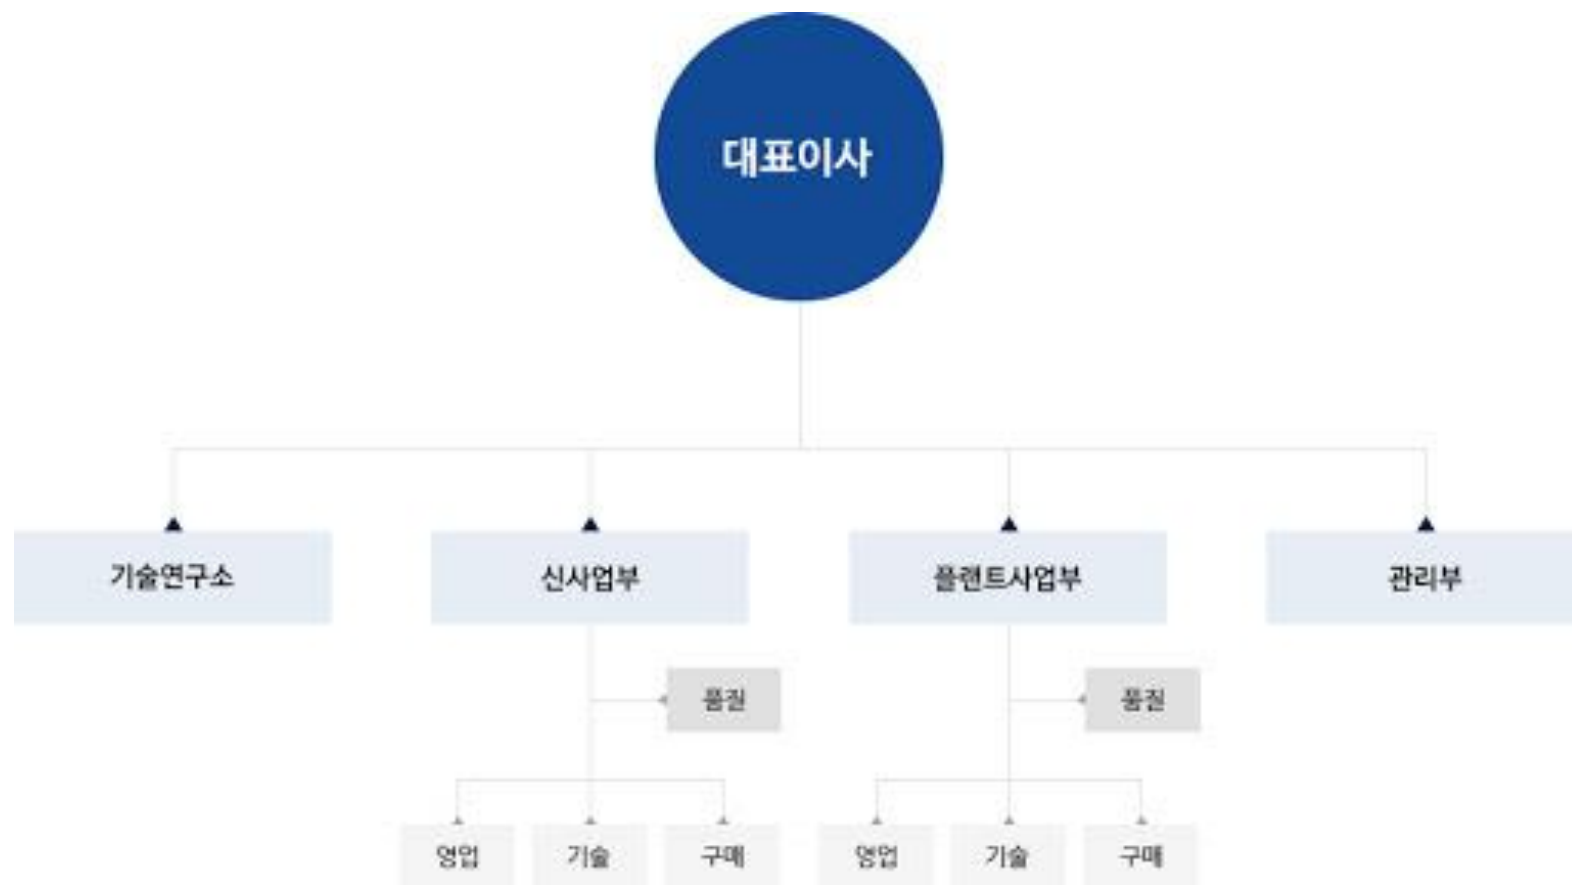 대표이사
기술연구소 신사업부 플랜트사업부 관리부
품질 품질
영업 기술 구매 영업 기술 구매